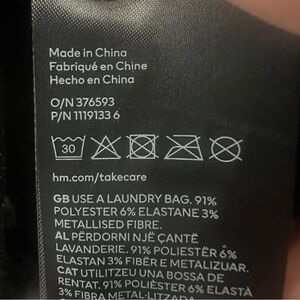 Made in China
Fabriqué en Chine
Hecho en China
O/N 376593
P/N 1119133 6
30
hm.com/takecare
GB USE A LAUNDRY BAG. 91%
POLYESTER 6% ELASTANE 3%
METALLISED FIBRE.
AL PËRDORNI NJË ÇANTË
LAVANDERIE. 91% POLIESTËR 6%
ELASTAN 3% FIBËR E METALIZUAR.
CAT UTILITZEU UNA BOSSA DE
RENTAT. 91% POLIÈSTER 6% ELASTÀ
3% FIBRA METAL·LITZADA.